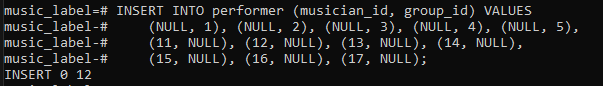 music_label=# INSERT INTO performer (musician_id, group_id) VALUES
music_label-#     (NULL, 1), (NULL, 2), (NULL, 3), (NULL, 4), (NULL, 5),
music_label-#     (11, NULL), (12, NULL), (13, NULL), (14, NULL),
music_label-#     (15, NULL), (16, NULL), (17, NULL);
INSERT 0 12